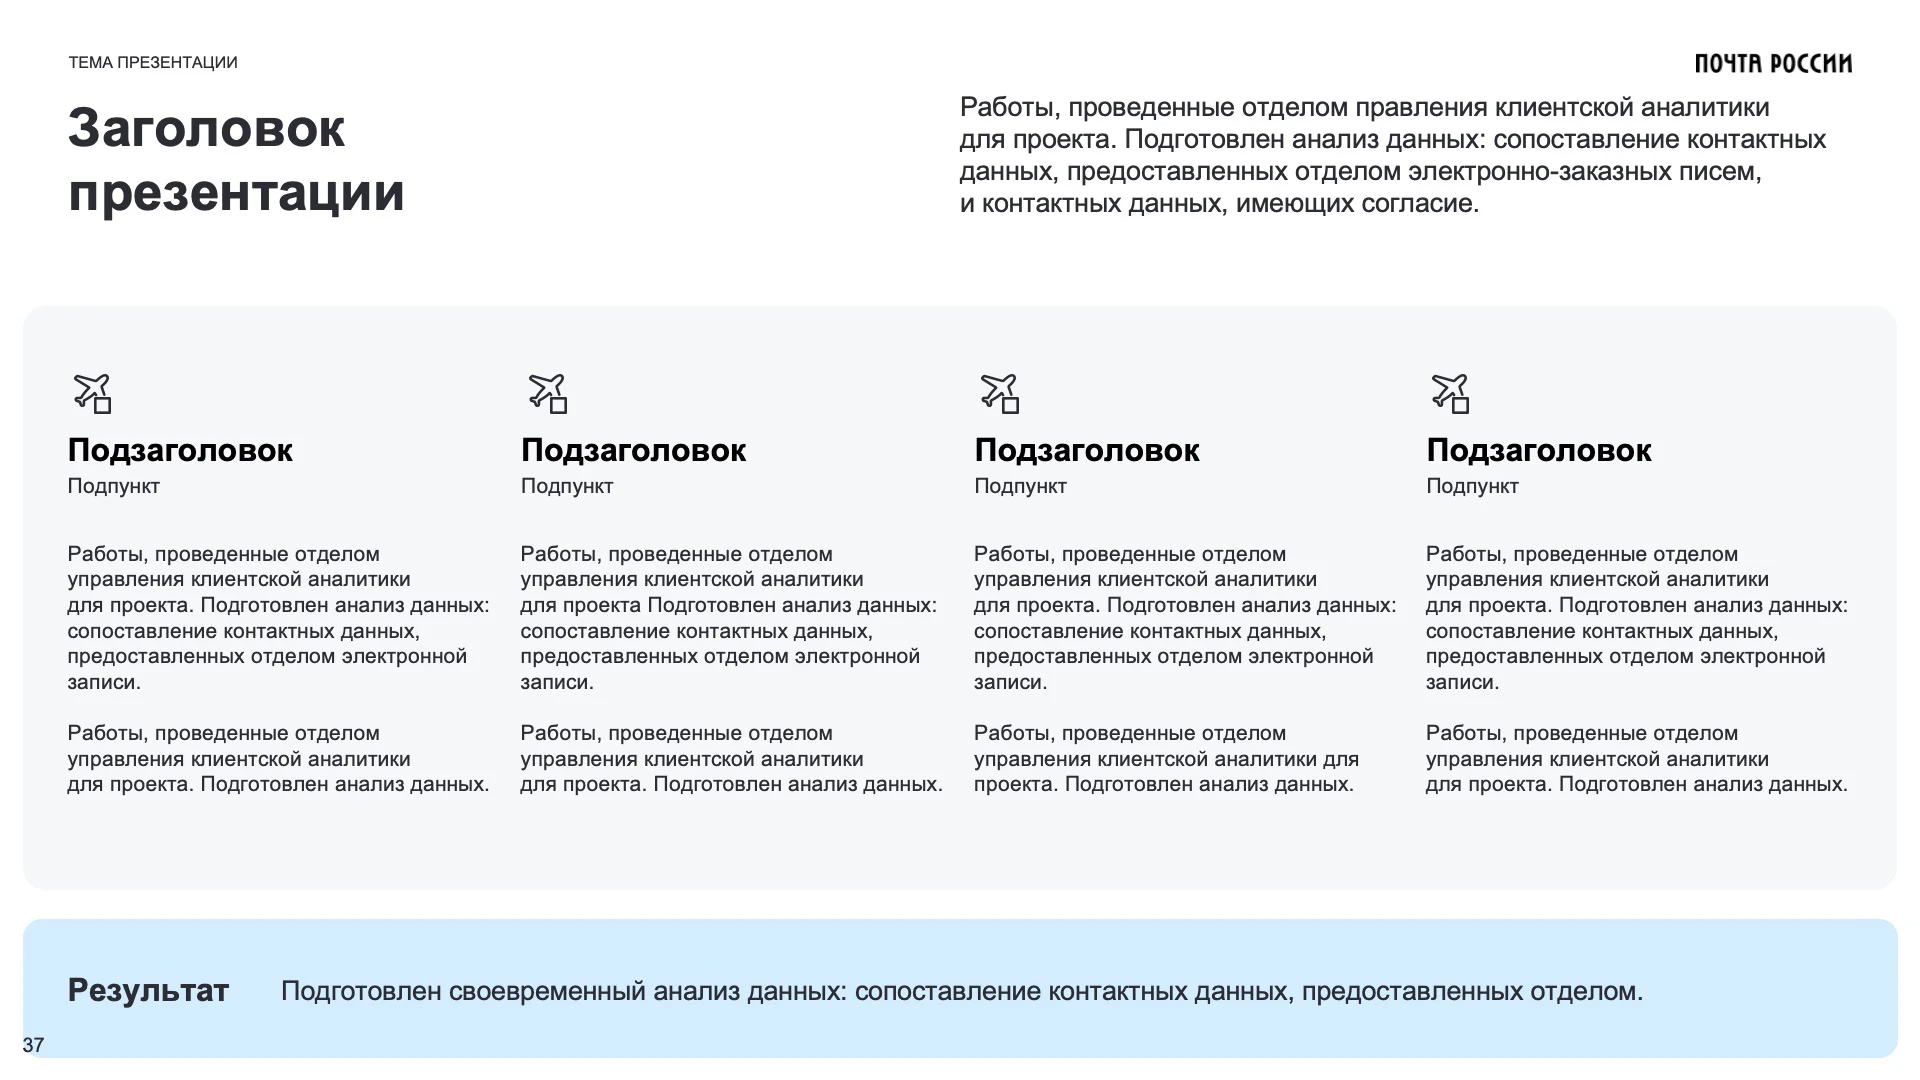 ТЕМА ПРЕЗЕНТАЦИИ
ПОЧТА РОССИИ
Заголовок
презентации
Работы, проведенные отделом правления клиентской аналитики
для проекта. Подготовлен анализ данных: сопоставление контактных
данных, предоставленных отделом электронно-заказных писем,
и контактных данных, имеющих согласие.
Подзаголовок
Подпункт
Работы, проведенные отделом
управления клиентской аналитики
для проекта. Подготовлен анализ данных:
сопоставление контактных данных,
предоставленных отделом электронной
записи.
Работы, проведенные отделом
управления клиентской аналитики
для проекта. Подготовлен анализ данных.
Подзаголовок
Подпункт
Работы, проведенные отделом
управления клиентской аналитики
для проекта Подготовлен анализ данных:
сопоставление контактных данных,
предоставленных отделом электронной
записи.
Работы, проведенные отделом
управления клиентской аналитики
для проекта. Подготовлен анализ данных.
Подзаголовок
Подпункт
Работы, проведенные отделом
управления клиентской аналитики
для проекта. Подготовлен анализ данных:
сопоставление контактных данных,
предоставленных отделом электронной
записи.
Работы, проведенные отделом
управления клиентской аналитики для
проекта. Подготовлен анализ данных.
Подзаголовок
Подпункт
Работы, проведенные отделом
управления клиентской аналитики
для проекта. Подготовлен анализ данных:
сопоставление контактных данных,
предоставленных отделом электронной
записи.
Работы, проведенные отделом
управления клиентской аналитики
для проекта. Подготовлен анализ данных.
Результат
Подготовлен своевременный анализ данных: сопоставление контактных данных, предоставленных отделом.
37